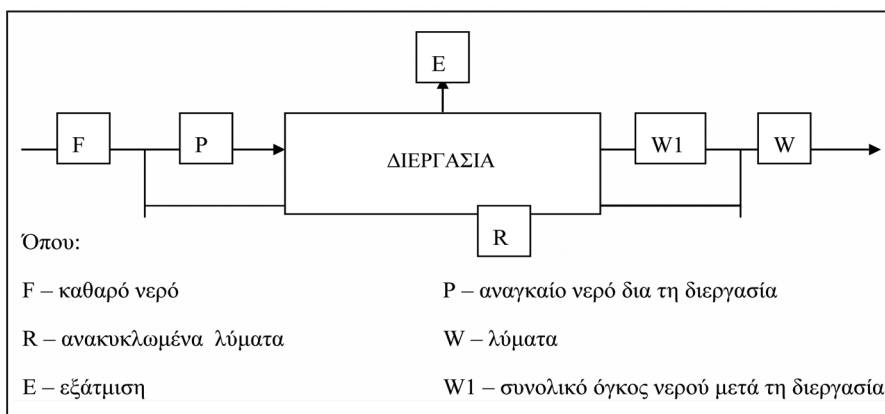 E
F
P
ΔΙΕΡΓΑΣΙΑ
W1
W
R
Όπου:
F – καθαρό νερό
P – αναγκαίο νερό δια τη διεργασία
R – ανακυκλωμένα λύματα
W – λύματα
E – εξάτμιση
W1 – συνολικό όγκος νερού μετά τη διεργασία